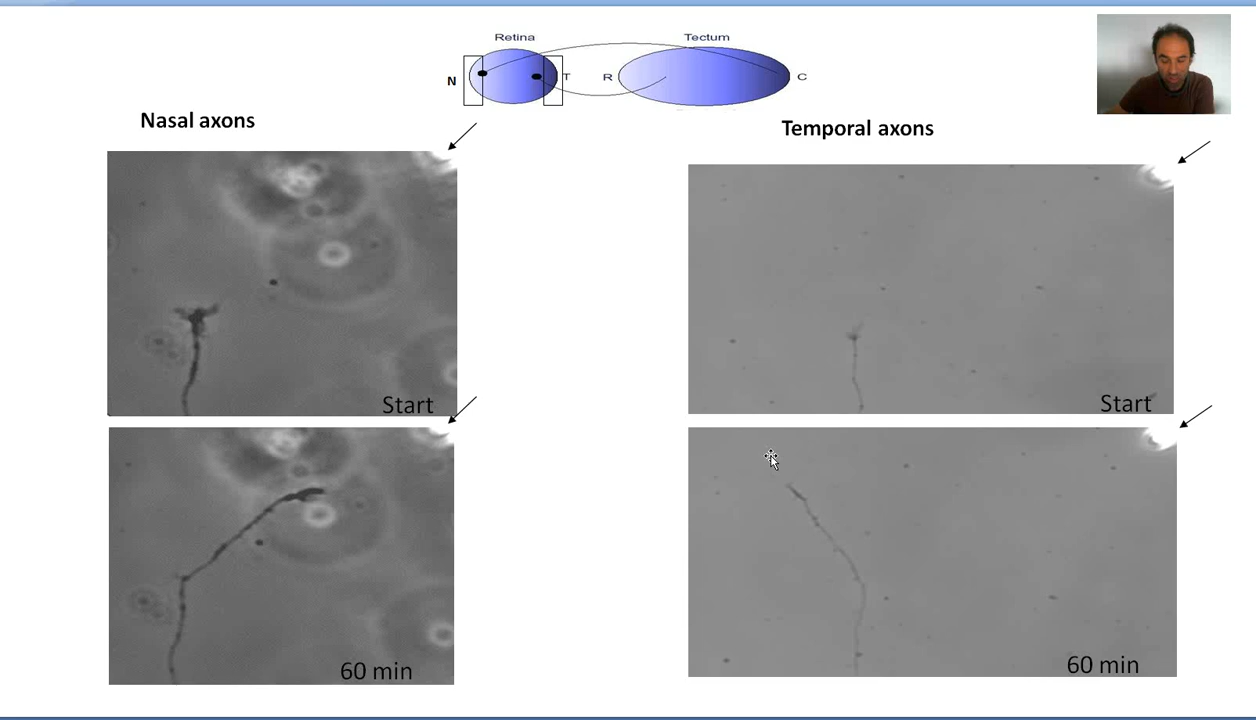 Retina
Tectum
N
T
R
C
Nasal axons
Temporal axons
Start
Start
60 min
60 min